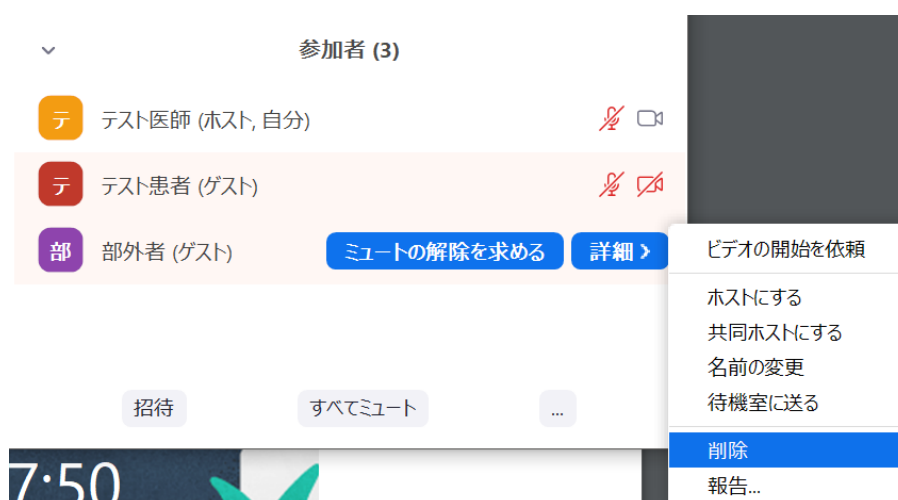 参加者 (3)
テ テスト医師 (ホスト, 自分)
テ テスト患者 (ゲスト)
部 部外者 (ゲスト) ミュートの解除を求める 詳細 >
ビデオの開始を依頼
ホストにする
共同ホストにする
名前の変更
待機室に送る
削除
報告...
招待 すべてミュート ...
7:50